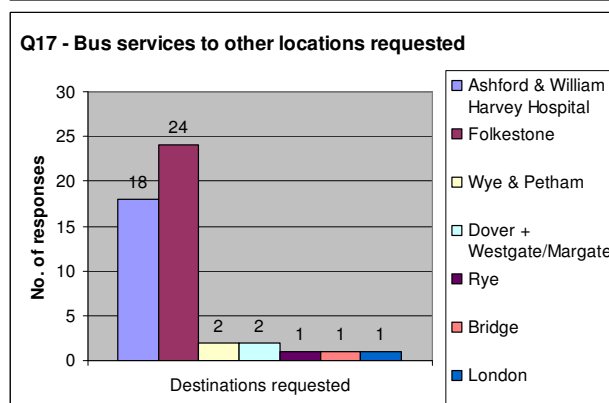 Q17 - Bus services to other locations requested
30
25
20
15
10
5
0
No. of responses
18
24
2
2
1
1
1
Destinations requested
Ashford & William
Harvey Hospital
Folkestone
Wye & Petham
Dover +
Westgate/Margate
Rye
Bridge
London